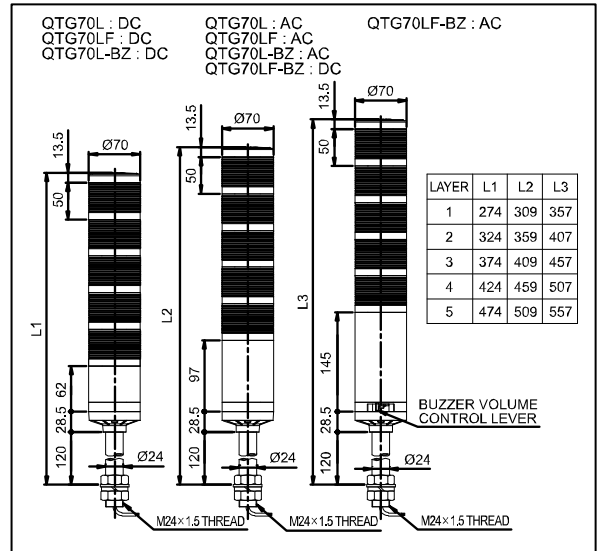 QTG70L : DC
QTG70LF : DC
QTG70L-BZ : DC
QTG70L : AC
QTG70LF : AC
QTG70L-BZ : AC
QTG70LF-BZ : DC
QTG70LF-BZ : AC
13.5
Ø70
50
L1
62
28.5
120
Ø24
M24×1.5 THREAD
13.5
Ø70
50
L2
97
28.5
120
Ø24
M24×1.5 THREAD
13.5
Ø70
50
L3
145
28.5
120
Ø24
M24×1.5 THREAD
BUZZER VOLUME
CONTROL LEVER
LAYER L1 L2 L3
1 274 309 357
2 324 359 407
3 374 409 457
4 424 459 507
5 474 509 557